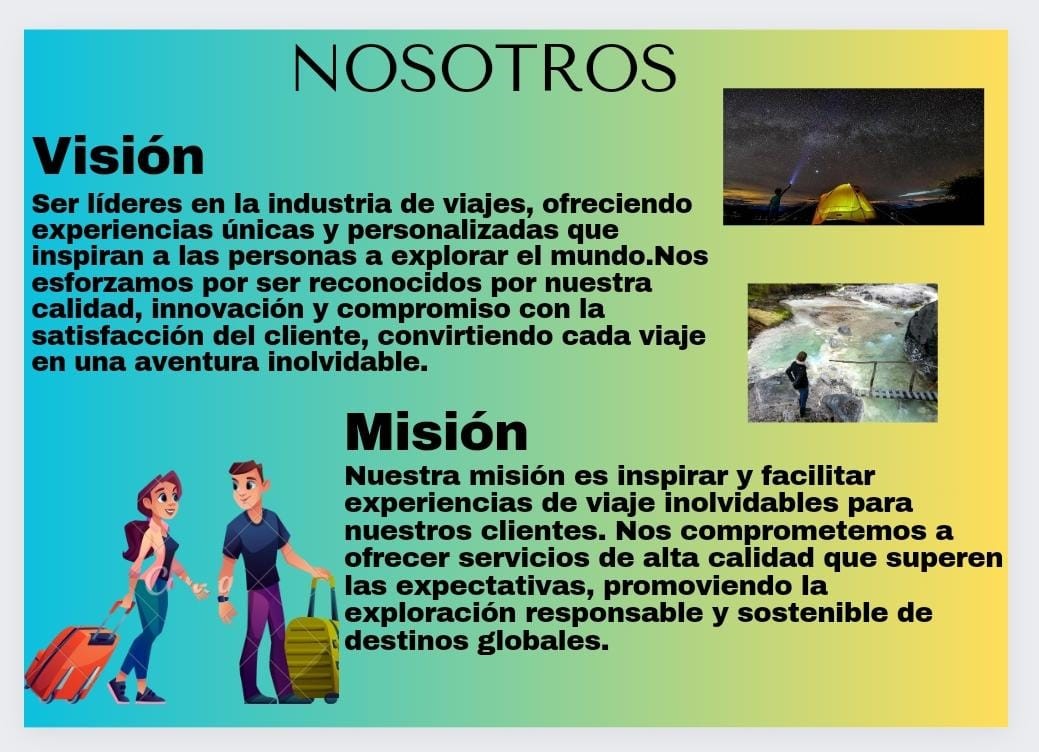 NOSOTROS
Visión
Ser líderes en la industria de viajes, ofreciendo
experiencias únicas y personalizadas que
inspiran a las personas a explorar el mundo.Nos
esforzamos por ser reconocidos por nuestra
calidad, innovación y compromiso con la
satisfacción del cliente, convirtiendo cada viaje
en una aventura inolvidable.
Misión
Nuestra misión es inspirar y facilitar
experiencias de viaje inolvidables para
nuestros clientes. Nos comprometemos a
ofrecer servicios de alta calidad que superen
las expectativas, promoviendo la
exploración responsable y sostenible de
destinos globales.